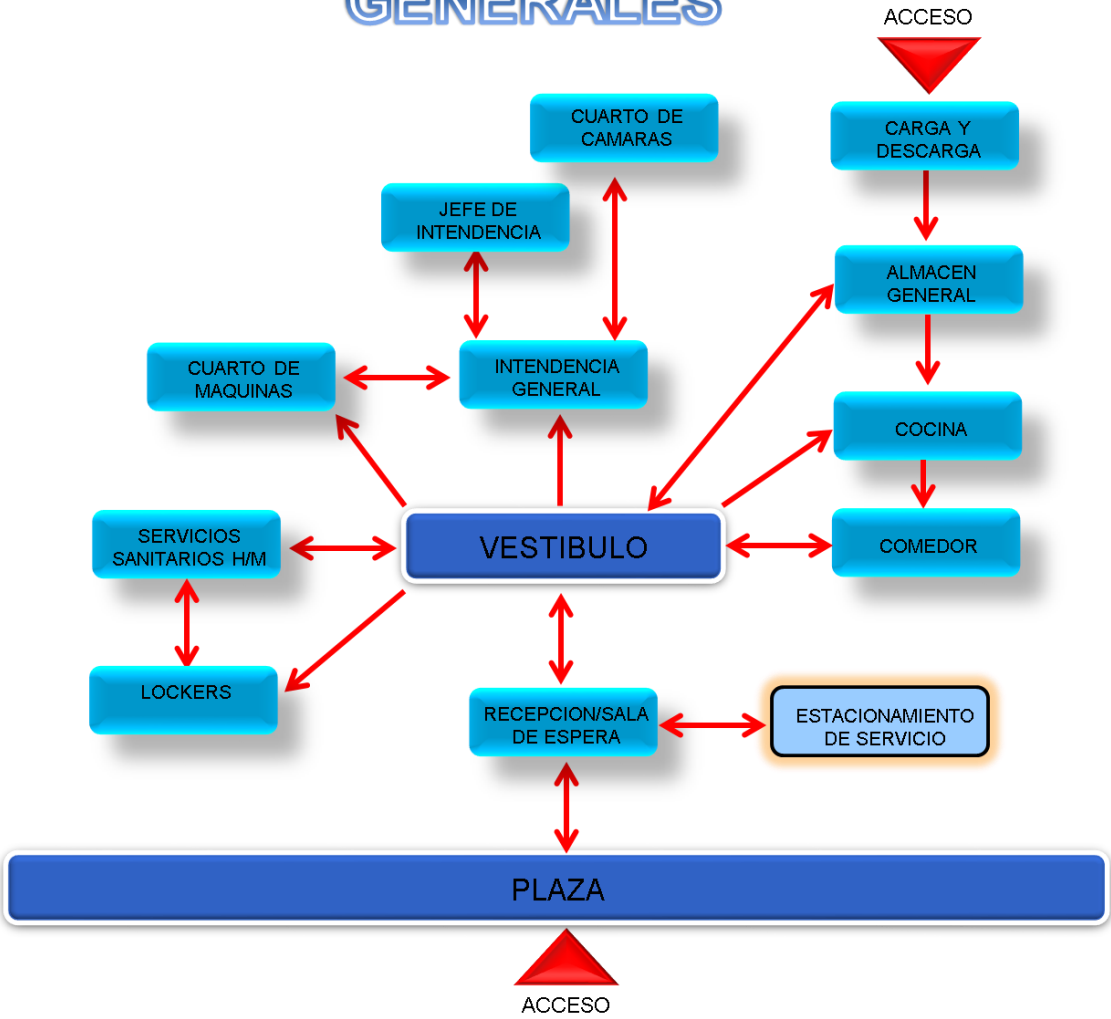 GENERALES
ACCESO
CUARTO DE
CAMARAS
CARGA Y
DESCARGA
JEFE DE
INTENDENCIA
ALMACEN
GENERAL
CUARTO DE
MAQUINAS
INTENDENCIA
GENERAL
COCINA
SERVICIOS
SANITARIOS H/M
VESTIBULO
COMEDOR
LOCKERS
RECEPCION/SALA
DE ESPERA
ESTACIONAMIENTO
DE SERVICIO
PLAZA
ACCESO